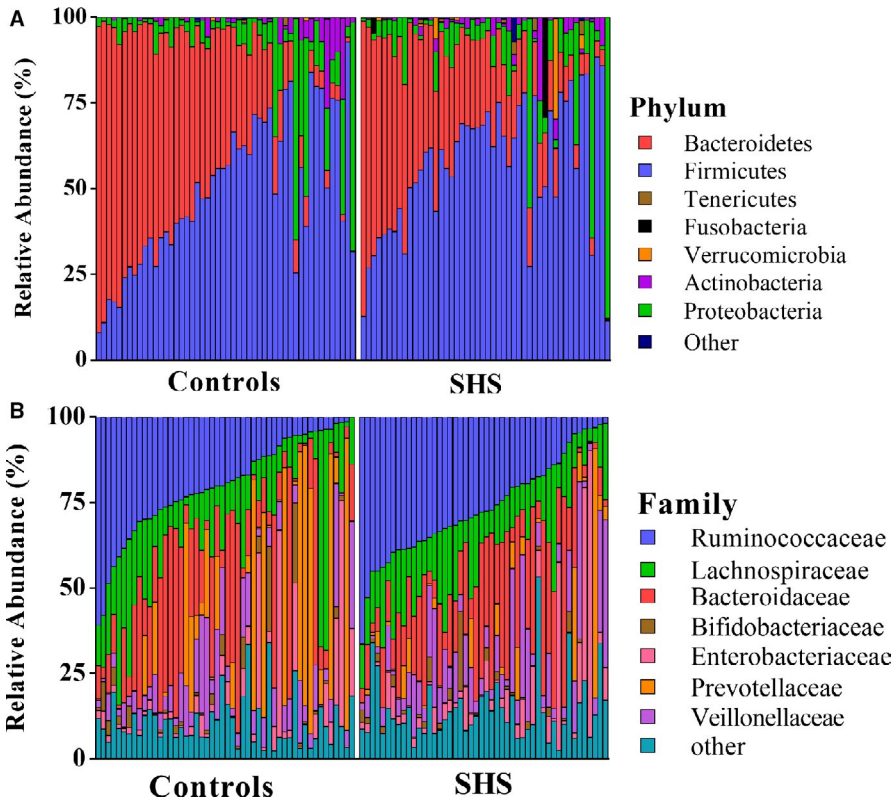 A
100
75
50
25
0
Relative Abundance (%)
Controls
SHS
Phylum
Bacteroidetes
Firmicutes
Tenericutes
Fusobacteria
Verrucomicrobia
Actinobacteria
Proteobacteria
Other
B
100
75
50
25
0
Relative Abundance (%)
Controls
SHS
Family
Ruminococcaceae
Lachnospiraceae
Bacteroidaceae
Bifidobacteriaceae
Enterobacteriaceae
Prevotellaceae
Veillonellaceae
other